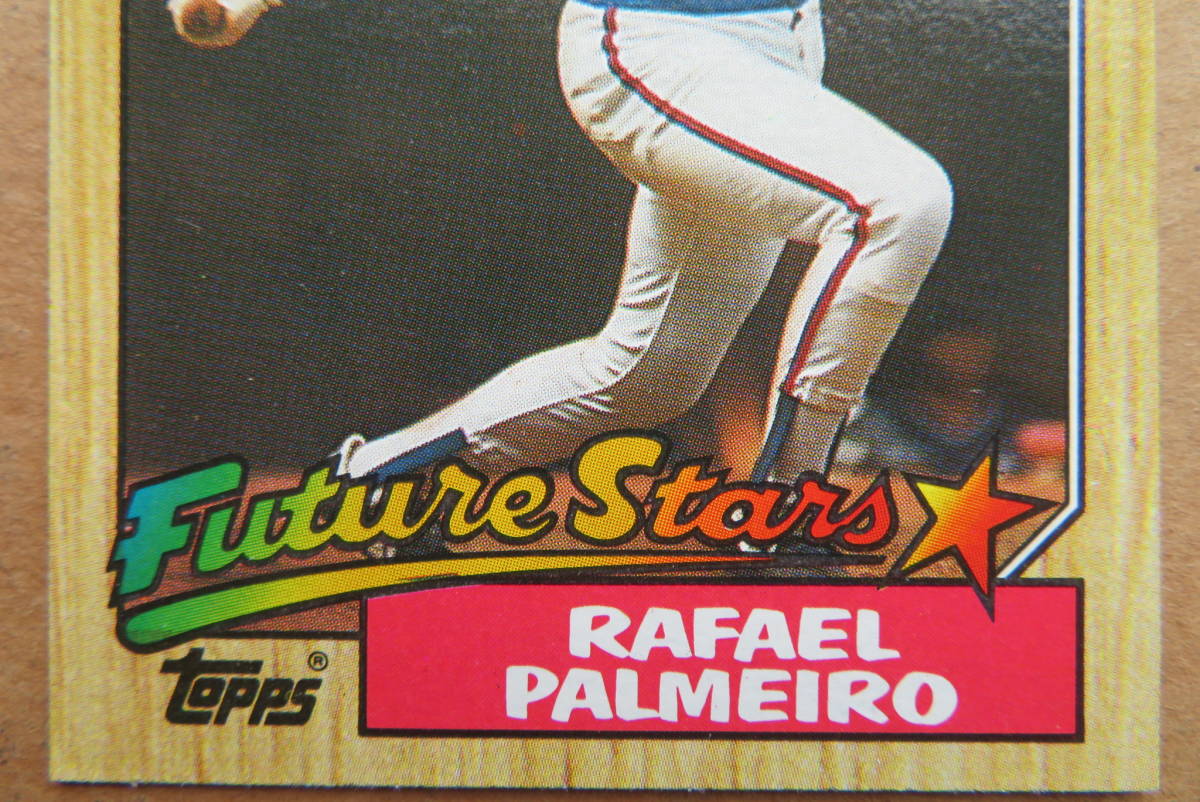 Future Stars
RAFAEL
PALMEIRO
TOPPS®